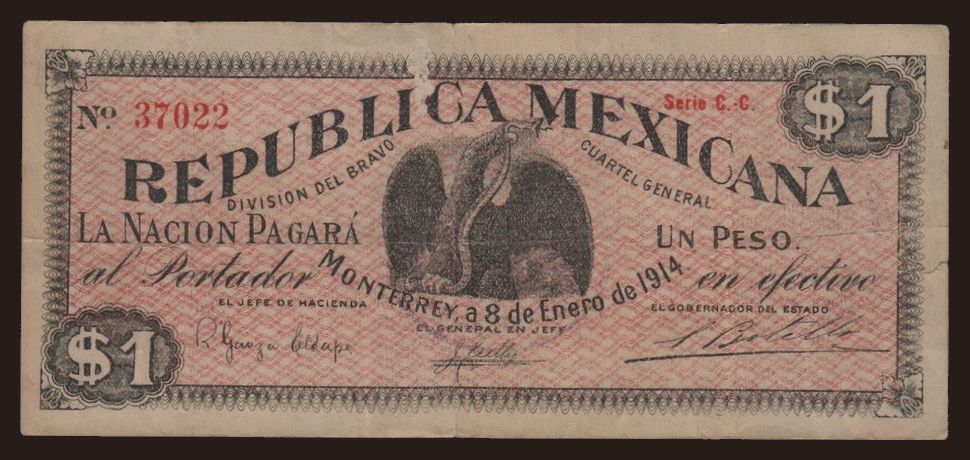 Nº 37022
Serie C.-C.
$1
REPUBLICA MEXICANA
DIVISION DEL BRAVO
CUARTEL GENERAL
LA NACION PAGARÁ
UN PESO.
al Portador
en efectivo
MONTERREY, a 8 de Enero de 1914.
EL JEFE DE HACIENDA
EL GENERAL EN JEFE
EL GOBERNADOR DEL ESTADO
R Garza
$1